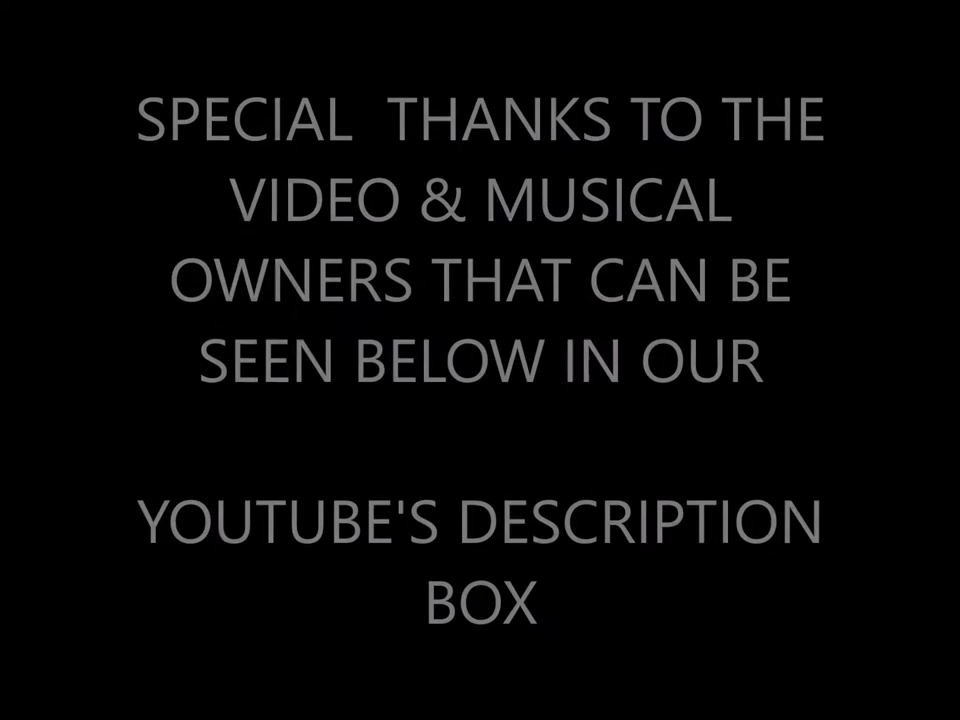 SPECIAL  THANKS TO THE
VIDEO & MUSICAL
OWNERS THAT CAN BE
SEEN BELOW IN OUR
YOUTUBE'S DESCRIPTION
BOX